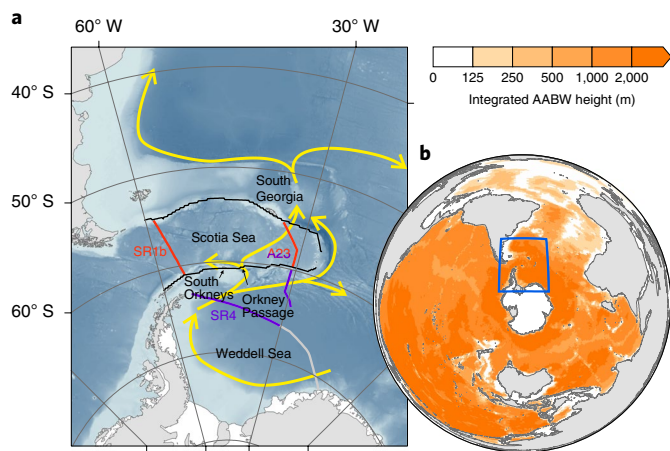 a
60° W
30° W
40° S
50° S
60° S
South
Georgia
Scotia Sea
SR1b
A23
South
Orkneys
Orkney
Passage
SR4
Weddell Sea
0 125 250 500 1,000 2,000
Integrated AABW height (m)
b